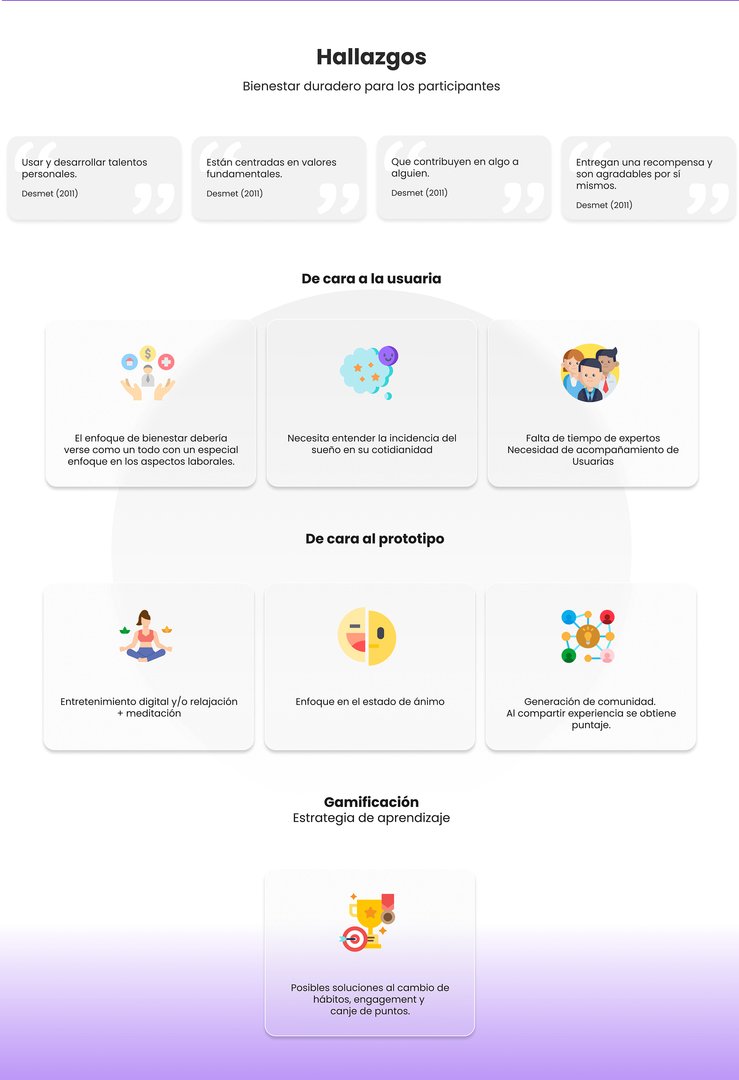 Hallazgos
Bienestar duradero para los participantes
Usar y desarrollar talentos
personales.
Desmet (2011)
Están centradas en valores
fundamentales.
Desmet (2011)
Que contribuyen en algo a
alguien.
Desmet (2011)
Entregan una recompensa y
son agradables por sí
mismos.
Desmet (2011)
De cara a la usuaria
El enfoque de bienestar debería
verse como un todo con un especial
enfoque en los aspectos laborales.
Necesita entender la incidencia del
sueño en su cotidianidad
Falta de tiempo de expertos
Necesidad de acompañamiento de
Usuarias
De cara al prototipo
Entretenimiento digital y/o relajación
+ meditación
Enfoque en el estado de ánimo
Generación de comunidad.
Al compartir experiencia se obtiene
puntaje.
Gamificación
Estrategia de aprendizaje
Posibles soluciones al cambio de
hábitos, engagement y
canje de puntos.